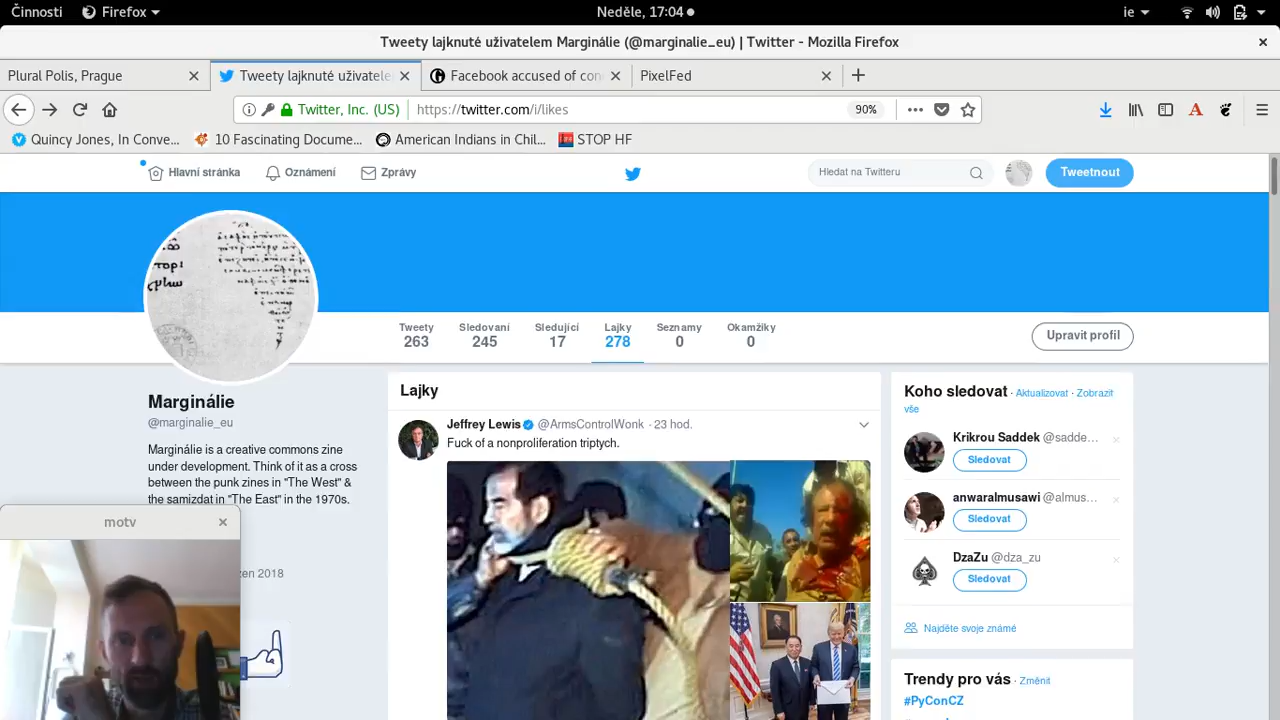 Činnosti
Firefox
Neděle, 17:04
ie
Tweety lajknuté uživatelem Marginálie (@marginalie_eu) | Twitter - Mozilla Firefox
Plural Polis, Prague
Tweety lajknuté uživatele
Facebook accused of con
PixelFed
Twitter, Inc. (US)
https://twitter.com/i/likes
90%
Quincy Jones, In Conve...
10 Fascinating Docume...
American Indians in Chil...
STOP HF
Hlavní stránka
Oznámení
Zprávy
Hledat na Twitteru
Tweetnout
Tweety
263
Sledovaní
245
Sledující
17
Lajky
278
Seznamy
0
Okamžiky
0
Upravit profil
Marginálie
@marginalie_eu
Marginálie is a creative commons zine
under development. Think of it as a cross
between the punk zines in "The West" &
the samizdat in "The East" in the 1970s.
zen 2018
motv
Lajky
Jeffrey Lewis @ArmsControlWonk · 23 hod.
Fuck of a nonproliferation triptych.
Koho sledovat · Aktualizovat · Zobrazit
vše
Krikrou Saddek @sadde...
Sledovat
anwaralmusawi @almus...
Sledovat
DzaZu @dza_zu
Sledovat
Najděte svoje známé
Trendy pro vás · Změnit
#PyConCZ